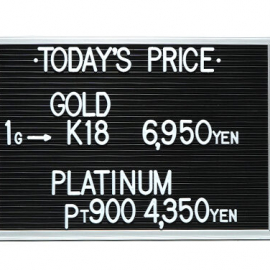 ·TODAY'S PRICE·
GOLD
1G→ K18 6,950YEN
PLATINUM
PT900 4,350YEN